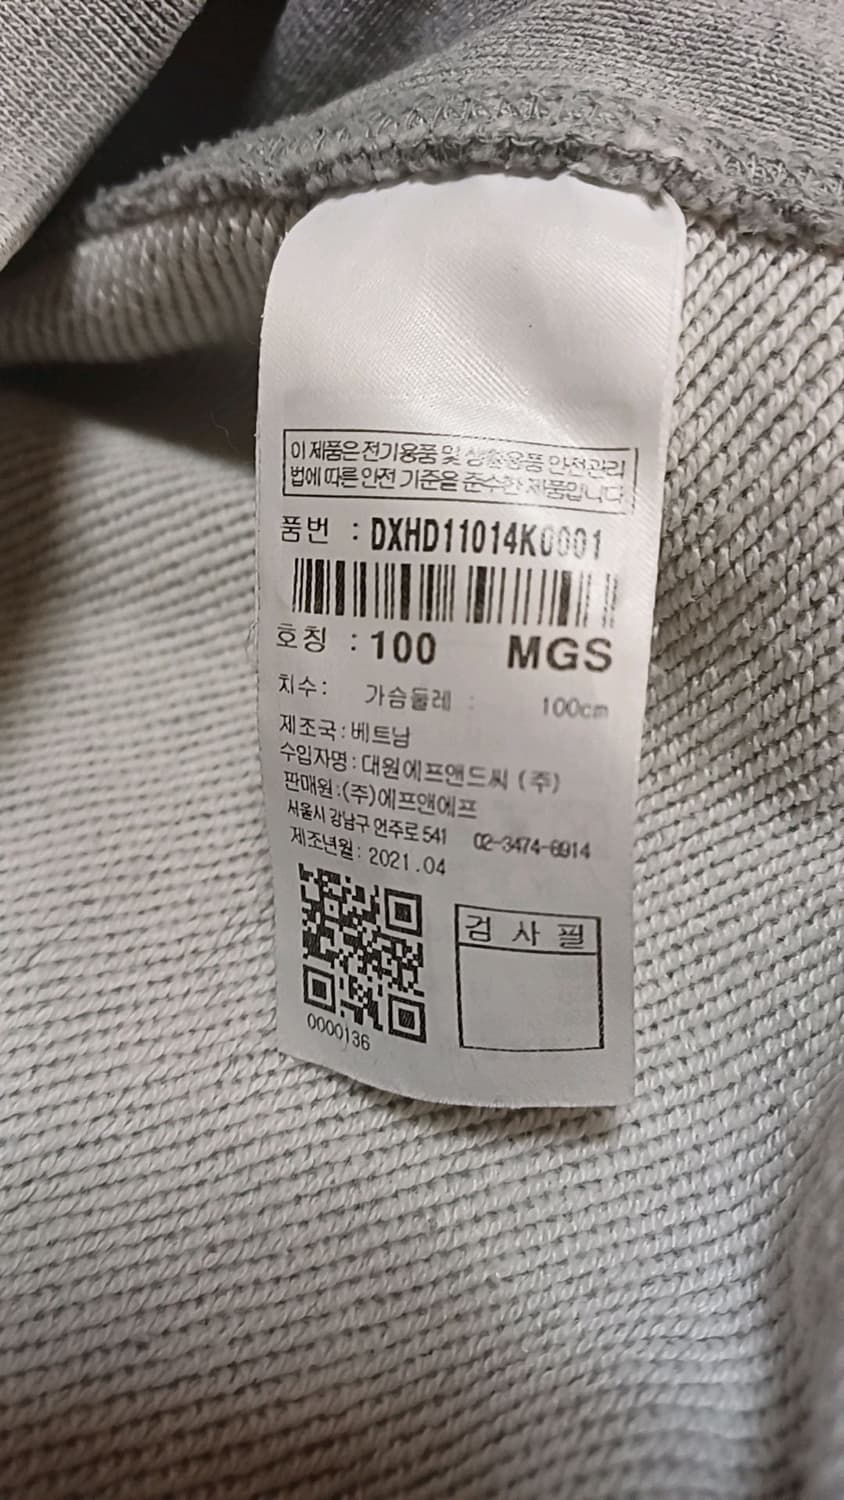 이 제품은 전기용품 및 생활용품 안전관리
법에 따른 안전 기준을 준수한 제품입니다.
품번 : DXHD11014K0001
호칭 : 100 MGS
치수: 가슴둘레 : 100cm
제조국:베트남
수입자명:대원에프앤드씨 (주)
판매원:(주)에프앤에프
서울시 강남구 언주로 541 02-3474-6914
제조년월: 2021.04
0000136
검 사 필